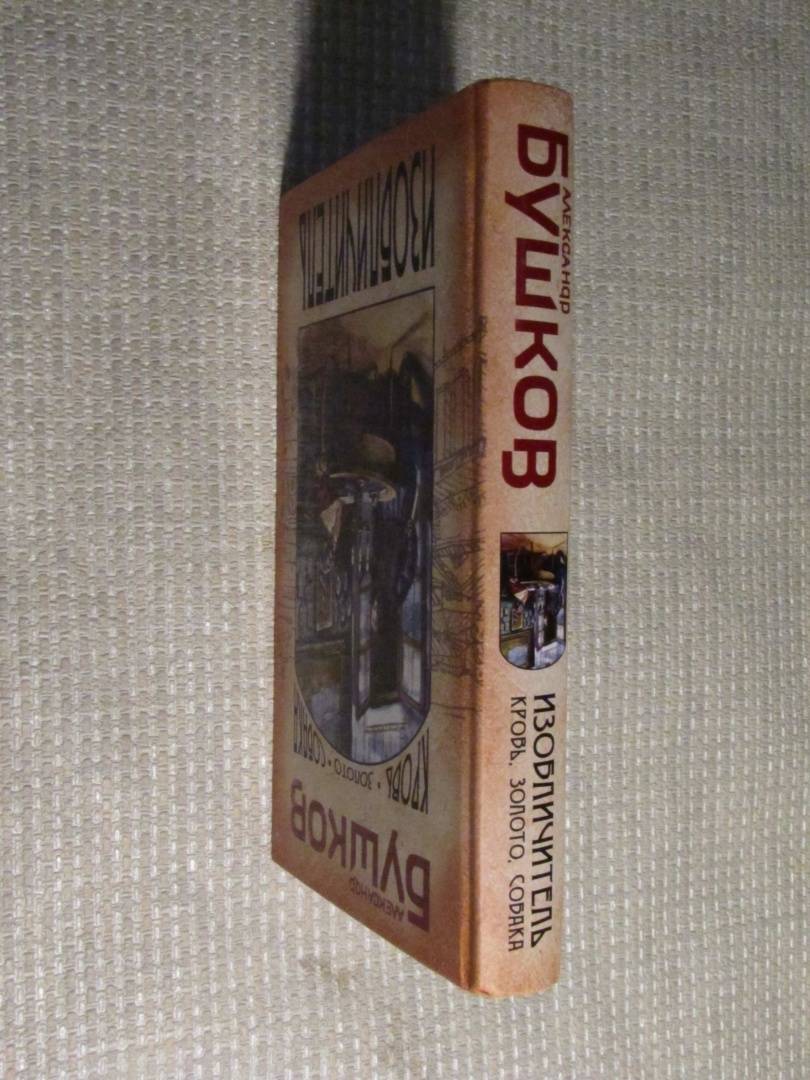 АЛЕКСАНДР
БУШКОВ
ИЗОБЛИЧИТЕЛЬ
КРОВЬ, ЗОЛОТО, СОБАКА
АЛЕКСАНДР
БУШКОВ
КРОВЬ • ЗОЛОТО • СОБАКА
ИЗОБЛИЧИТЕЛЬ